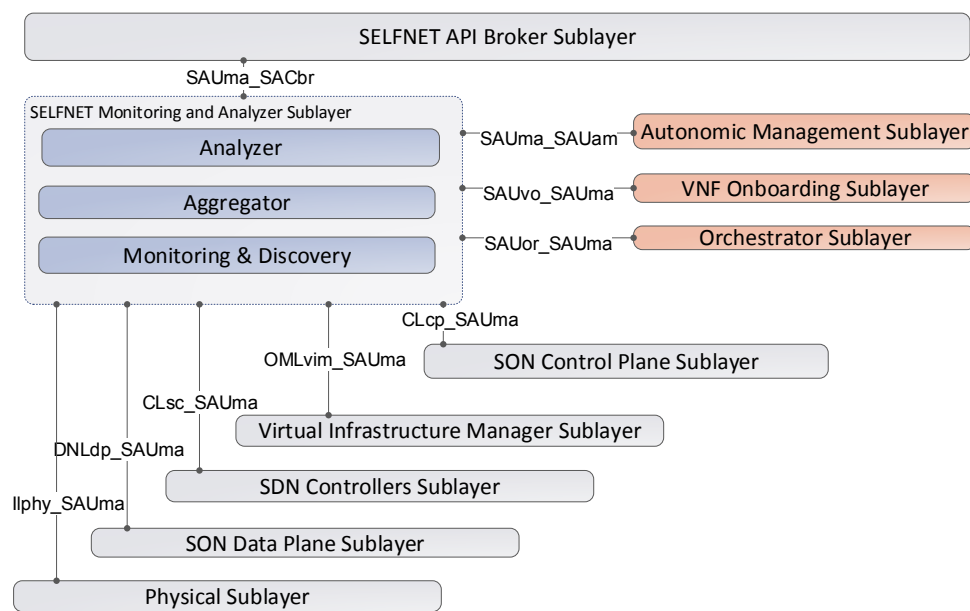 SELFNET API Broker Sublayer
SAUma_SACbr
SELFNET Monitoring and Analyzer Sublayer
Analyzer
Aggregator
Monitoring & Discovery
SAUma_SAUam
Autonomic Management Sublayer
SAUvo_SAUma
VNF Onboarding Sublayer
SAUor_SAUma
Orchestrator Sublayer
CLcp_SAUma
SON Control Plane Sublayer
OMLvim_SAUma
Virtual Infrastructure Manager Sublayer
CLsc_SAUma
SDN Controllers Sublayer
DNLdp_SAUma
SON Data Plane Sublayer
IIphy_SAUma
Physical Sublayer